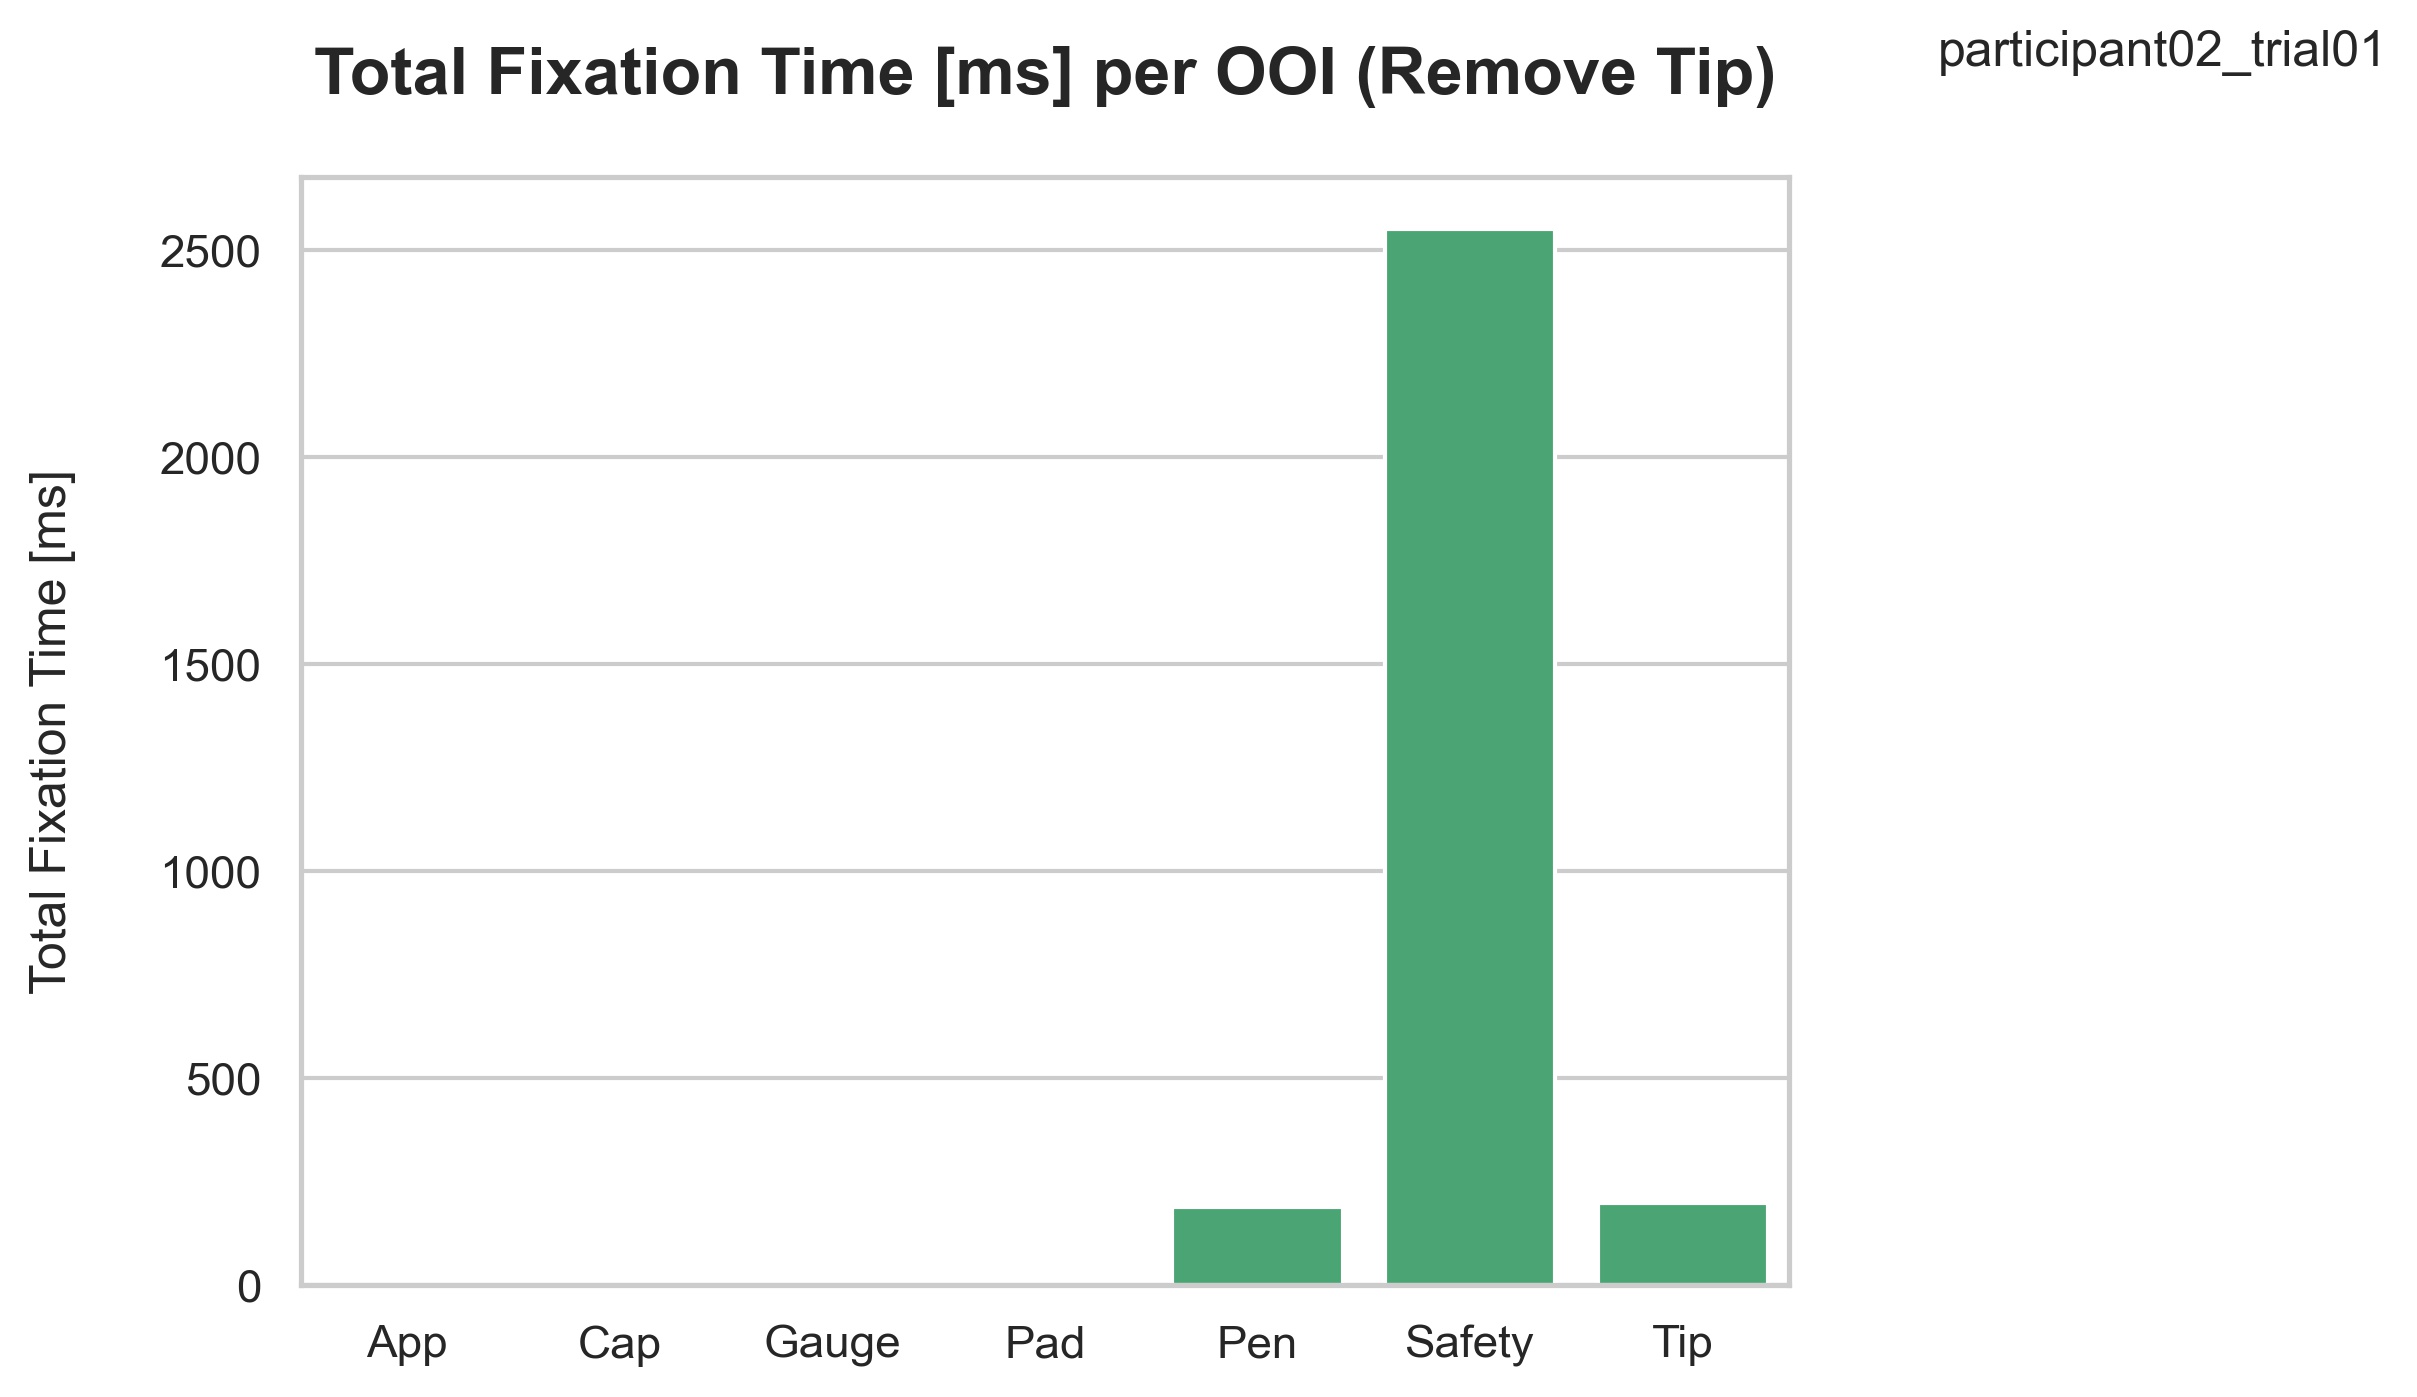 Total Fixation Time [ms] per OOI (Remove Tip)
participant02_trial01
Total Fixation Time [ms]
2500
2000
1500
1000
500
0
App Cap Gauge Pad Pen Safety Tip